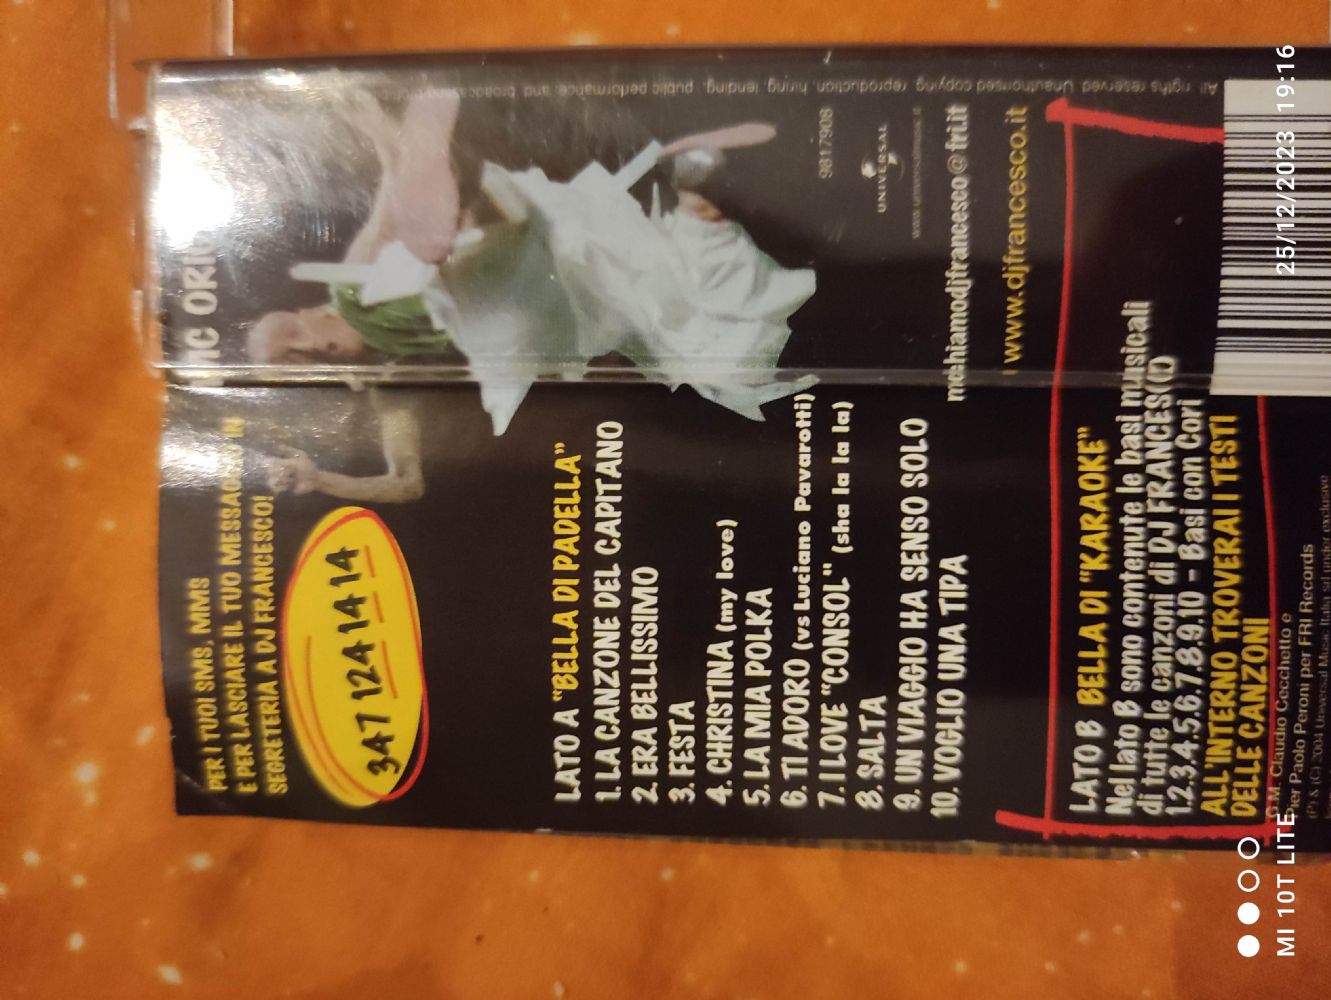 MC ORIG
PER I TUOI SMS, MMS
E PER LASCIARE IL TUO MESSAGGIO IN
SEGRETERIA A DJ FRANCESCO!
347 124 14 14
LATO A "BELLA DI PADELLA"
1. LA CANZONE DEL CAPITANO
2. ERA BELLISSIMO
3. FESTA
4. CHRISTINA (my love)
5. LA MIA POLKA
6. TI ADORO (vs Luciano Pavarotti)
7. I LOVE "CONSOL" (sha la la la)
8. SALTA
9. UN VIAGGIO HA SENSO SOLO
10. VOGLIO UNA TIPA
9817908
UNIVERSAL
michiamodjfrancesco@fri.it
www.djfrancesco.it
LATO B BELLA DI "KARAOKE"
Nel lato B sono contenute le basi musicali
di tutte le canzoni di DJ FRANCESCO
1.2.3.4.5.6.7.8.9.10 - Basi con Cori
ALL'INTERNO TROVERAI I TESTI
DELLE CANZONI
G.M. Claudio Cecchetto e
Pier Paolo Peroni per FRI Records
(P) & (C) 2004 Universal Music Italia srl under exclusive
All rigths reserved Unauthorised copying, reproduction, hiring, lending, public performance and broadcasting
MI 10T LITE
25/12/2023 19:16